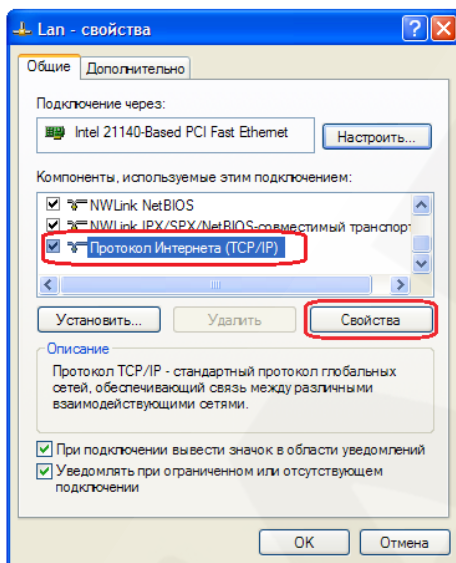 Lan - свойства
Общие
Дополнительно
Подключение через:
Intel 21140-Based PCI Fast Ethernet
Настроить...
Компоненты, используемые этим подключением:
NWLink NetBIOS
NWLink IPX/SPX/NetBIOS-совместимый транспорт
Протокол Интернета (TCP/IP)
Установить...
Удалить
Свойства
Описание
Протокол TCP/IP - стандартный протокол глобальных
сетей, обеспечивающий связь между различными
взаимодействующими сетями.
При подключении вывести значок в области уведомлений
Уведомлять при ограниченном или отсутствующем
подключении
OK
Отмена